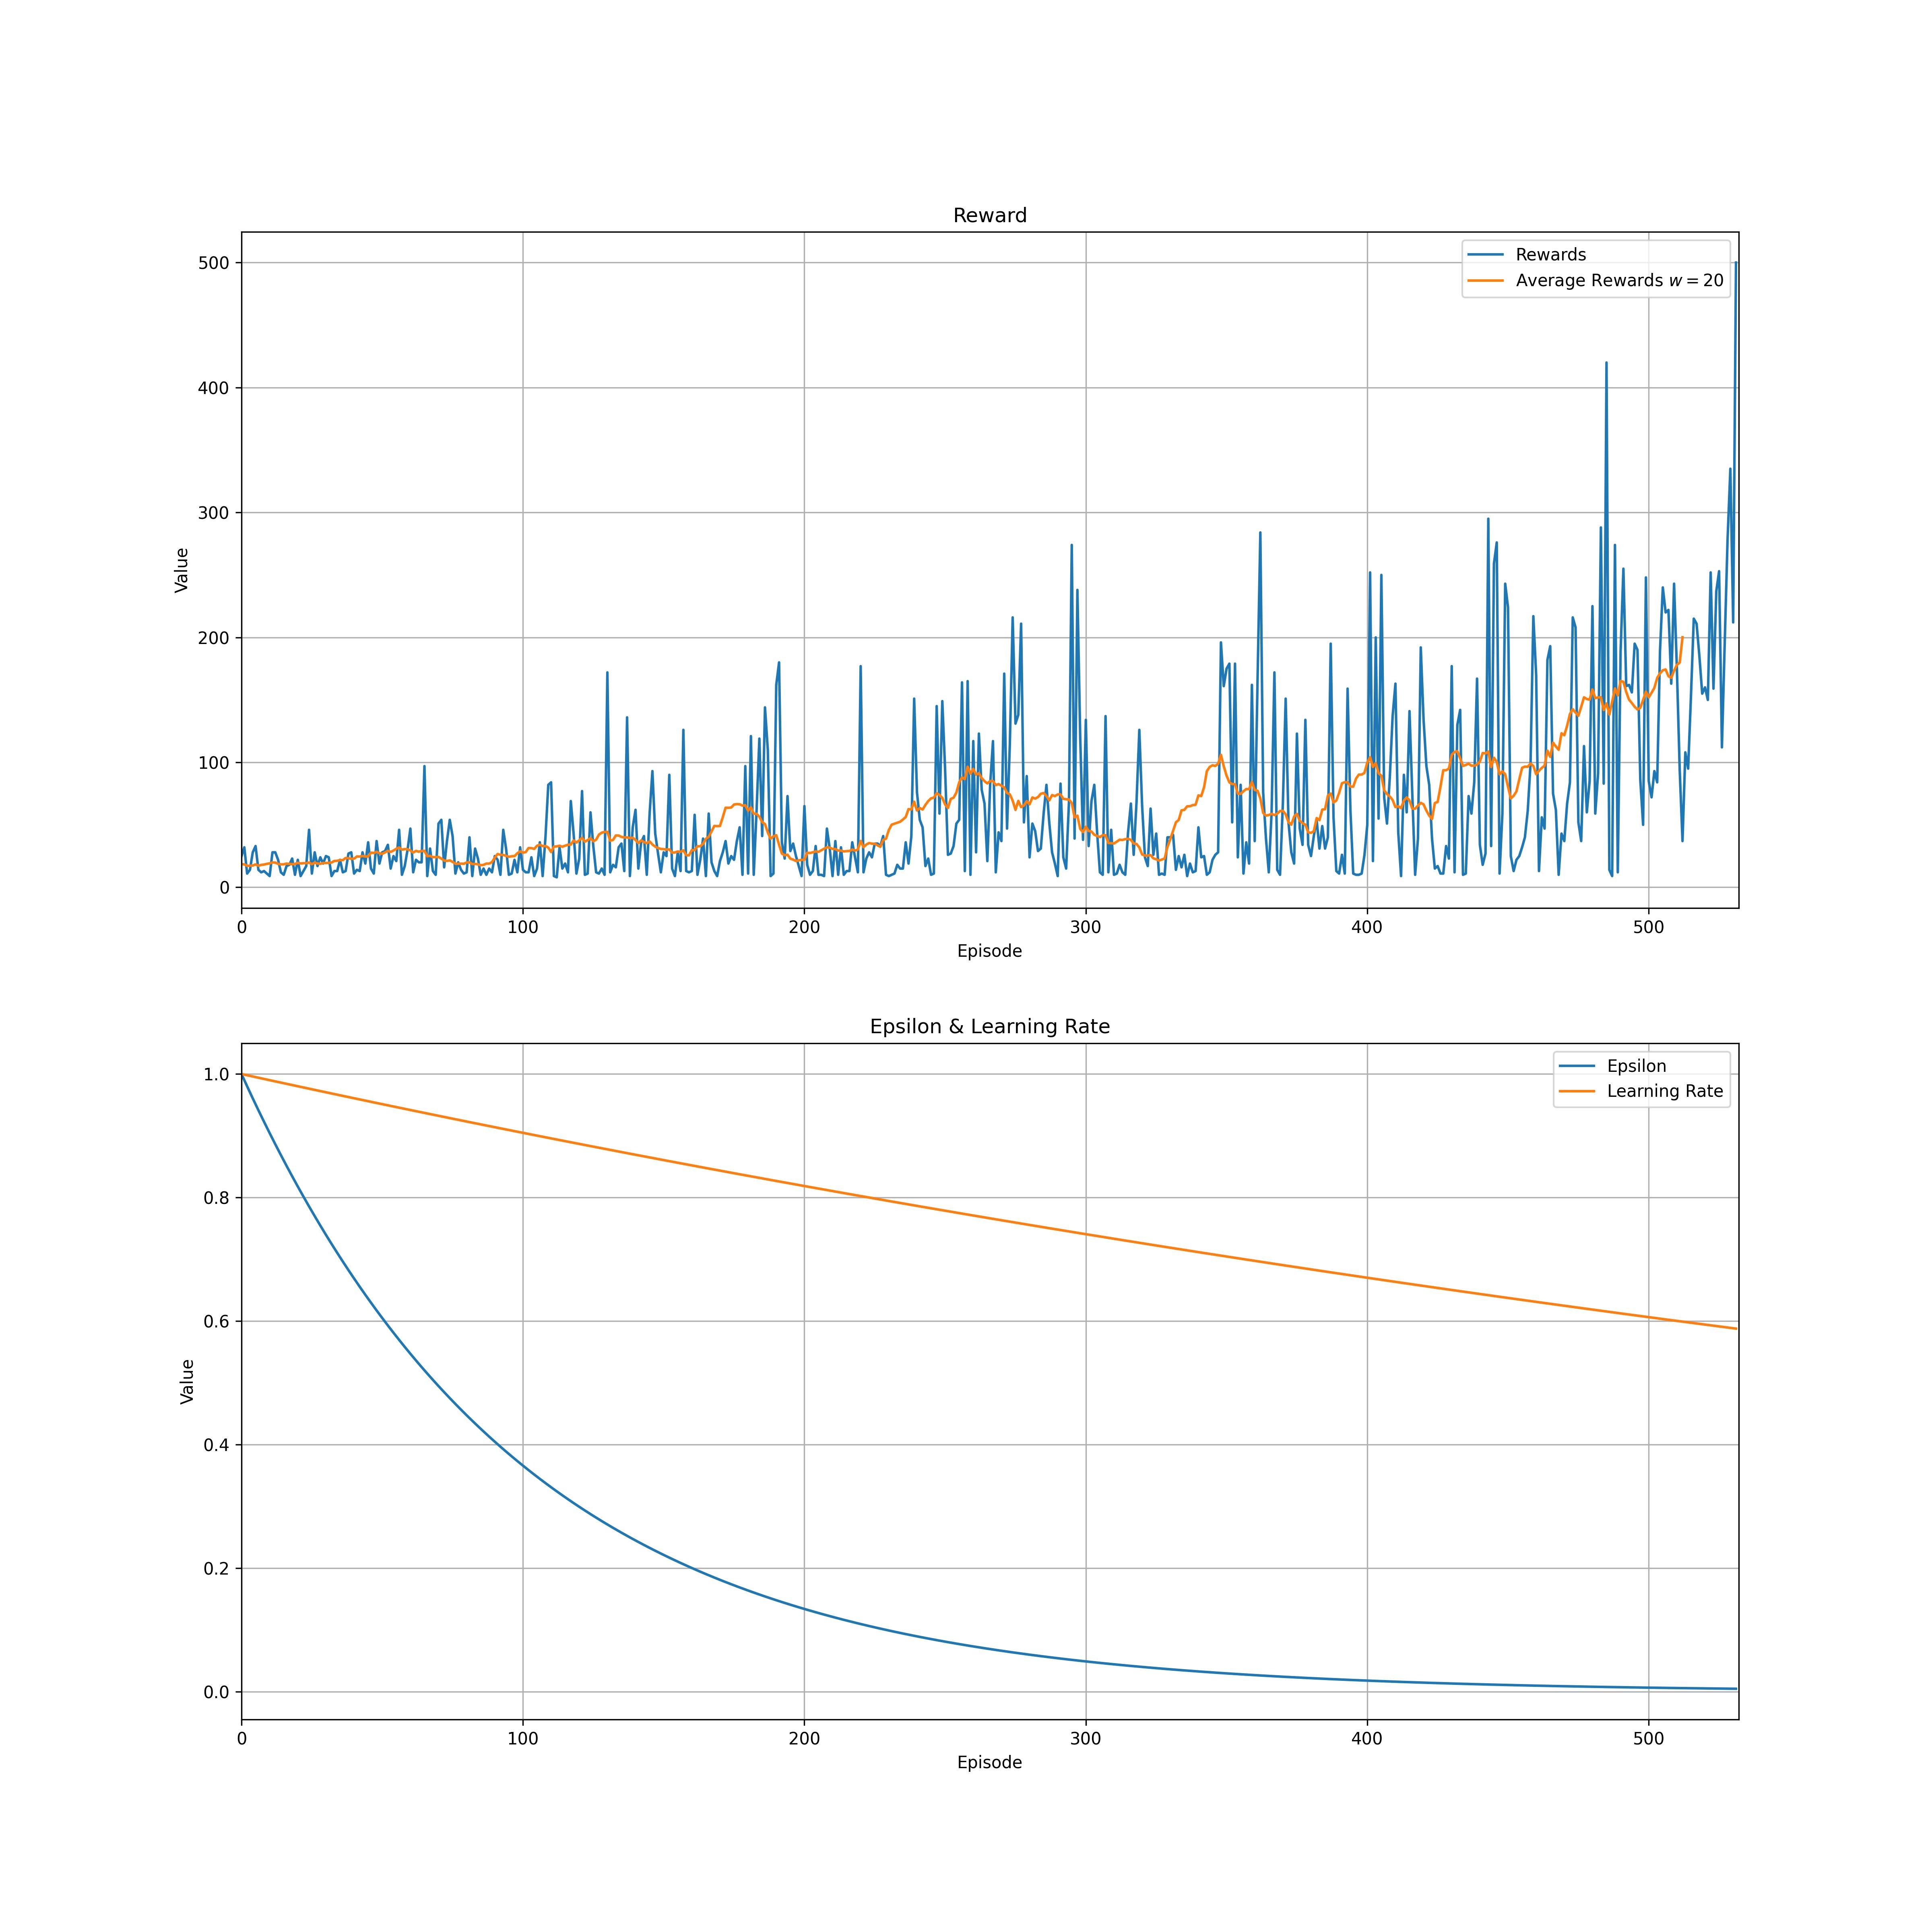 Reward
500
400
300
200
100
0
Value
Rewards
Average Rewards w = 20
0 100 200 300 400 500
Episode
Epsilon & Learning Rate
1.0
0.8
0.6
0.4
0.2
0.0
Value
Epsilon
Learning Rate
0 100 200 300 400 500
Episode